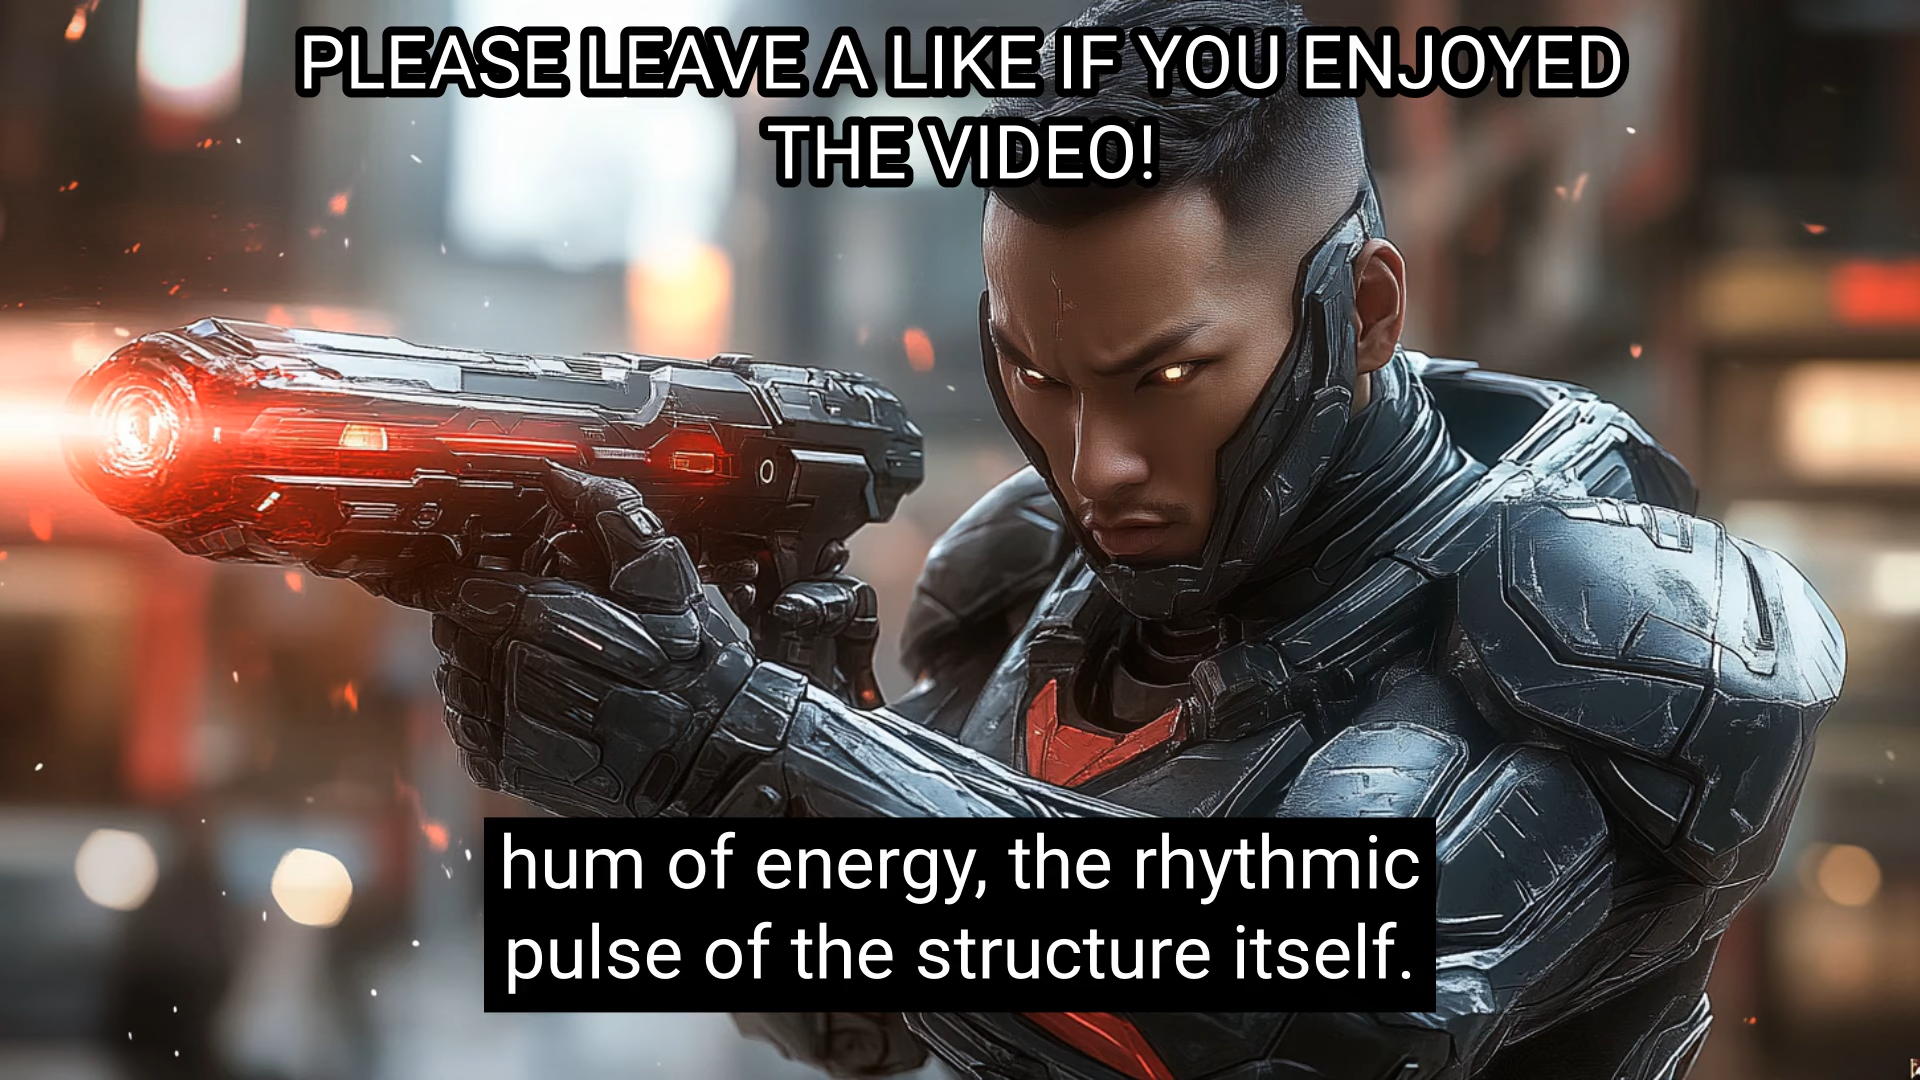 PLEASE LEAVE A LIKE IF YOU ENJOYED
THE VIDEO!
hum of energy, the rhythmic
pulse of the structure itself.